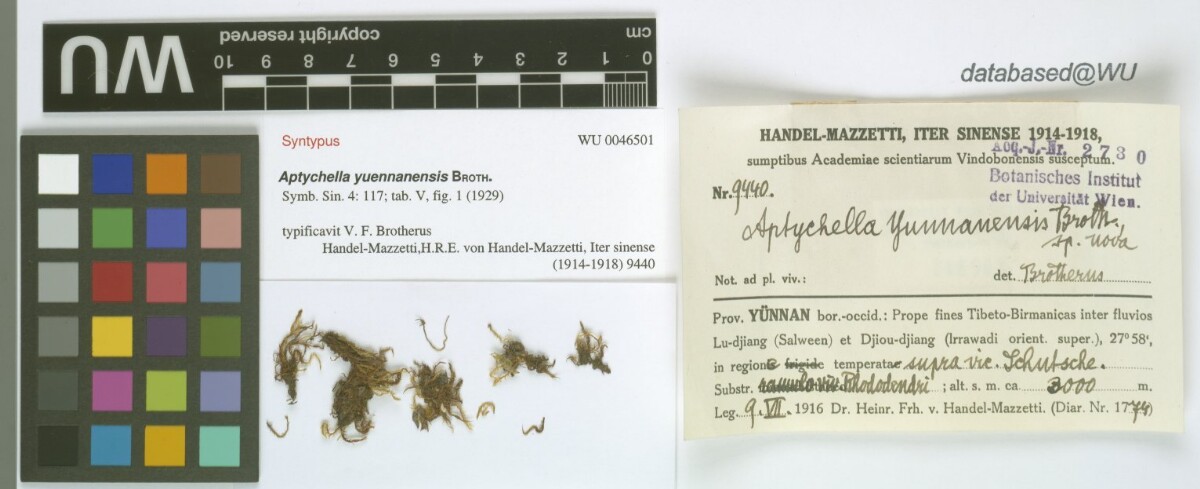 WU
copyright reserved
cm
10 9 8 7 6 5 4 3 2 1 0
databased@WU
Syntypus WU 0046501
Aptychella yuennanensis BROTH.
Symb. Sin. 4: 117; tab. V, fig. 1 (1929)
typificavit V. F. Brotherus
Handel-Mazzetti,H.R.E. von Handel-Mazzetti, Iter sinense
(1914-1918) 9440
HANDEL-MAZZETTI, ITER SINENSE 1914-1918,
Acq.-J.-Nr. 2730
sumptibus Academiae scientiarum Vindobonensis susceptum.
Botanisches Institut
der Universität Wien.
Nr. 9440.
Aptychella Yunnanensis Broth.
sp. nova
Not. ad pl. viv.: det. Brotherus
Prov. YÜNNAN bor.-occid.: Prope fines Tibeto-Birmanicas inter fluvios
Lu-djiang (Salween) et Djiou-djiang (Irrawadi orient. super.), 27°58',
in regione frigide temperatae supra vic. Schutsche.
Substr. Rhododendri; alt. s. m. ca 3000 m,
Leg. 9. VII. 1916 Dr. Heinr. Frh. v. Handel-Mazzetti. (Diar. Nr. 1774)